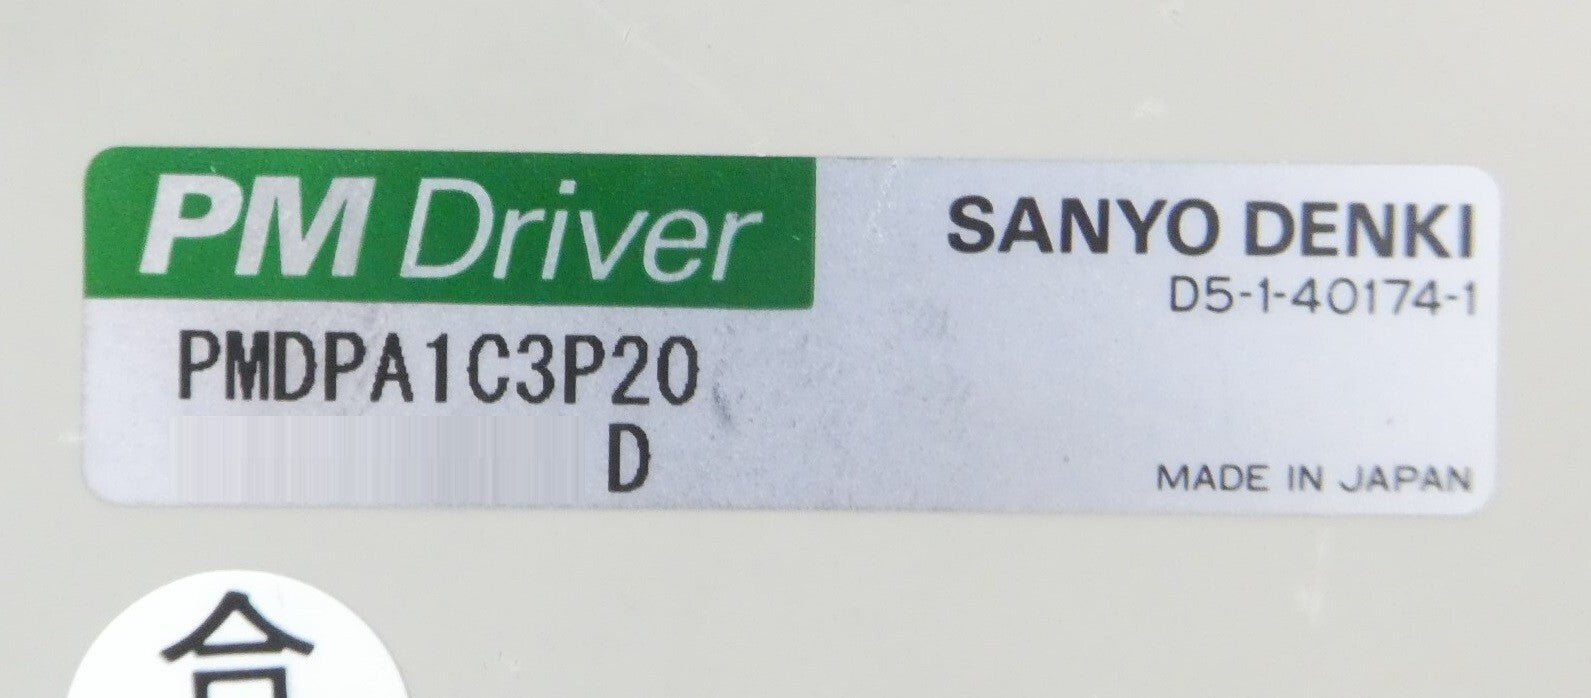 PM Driver
SANYO DENKI
D5-1-40174-1
PMDPA1C3P20
D
MADE IN JAPAN
合